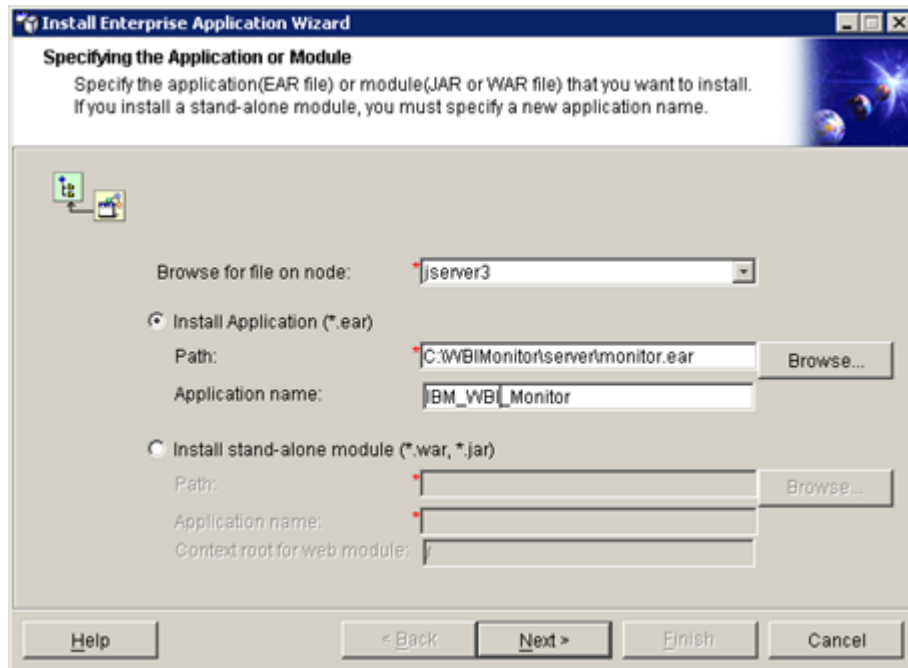 Install Enterprise Application Wizard
Specifying the Application or Module
Specify the application(EAR file) or module(JAR or WAR file) that you want to install.
If you install a stand-alone module, you must specify a new application name.
Browse for file on node: *jserver3
Install Application (*.ear)
Path: *C:\WBIMonitor\server\monitor.ear Browse...
Application name: IBM_WBI_Monitor
Install stand-alone module (*.war, *.jar)
Path: * Browse...
Application name: *
Context root for web module: /
Help < Back Next > Finish Cancel